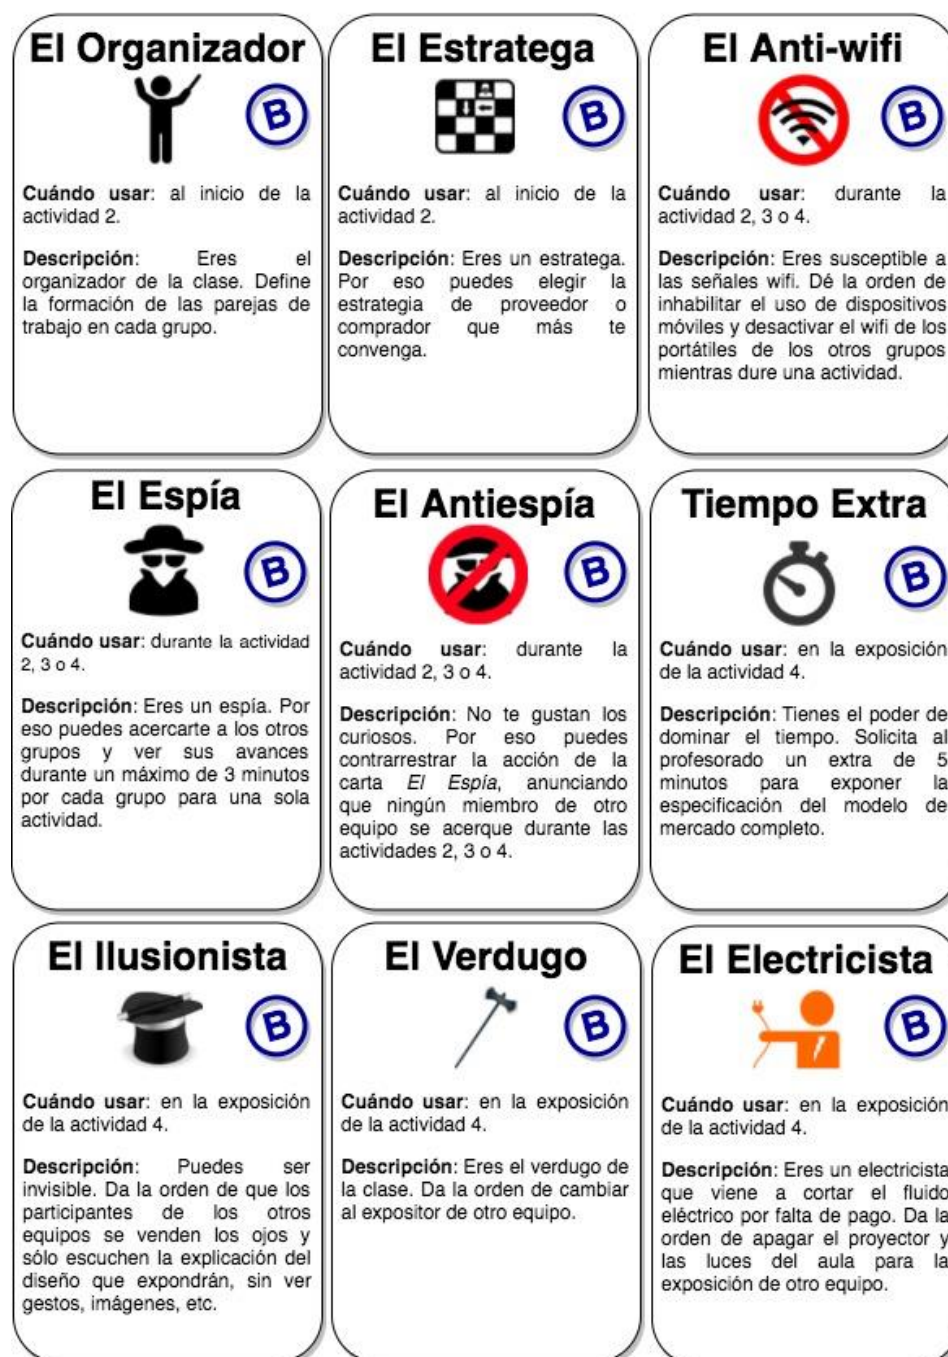 El Organizador
B
Cuándo usar: al inicio de la
actividad 2.
Descripción: Eres el
organizador de la clase. Define
la formación de las parejas de
trabajo en cada grupo.
El Estratega
B
Cuándo usar: al inicio de la
actividad 2.
Descripción: Eres un estratega.
Por eso puedes elegir la
estrategia de proveedor o
comprador que más te
convenga.
El Anti-wifi
B
Cuándo usar: durante la
actividad 2, 3 o 4.
Descripción: Eres susceptible a
las señales wifi. Dé la orden de
inhabilitar el uso de dispositivos
móviles y desactivar el wifi de los
portátiles de los otros grupos
mientras dure una actividad.
El Espía
B
Cuándo usar: durante la actividad
2, 3 o 4.
Descripción: Eres un espía. Por
eso puedes acercarte a los otros
grupos y ver sus avances
durante un máximo de 3 minutos
por cada grupo para una sola
actividad.
El Antiespía
B
Cuándo usar: durante la
actividad 2, 3 o 4.
Descripción: No te gustan los
curiosos. Por eso puedes
contrarrestrar la acción de la
carta El Espía, anunciando
que ningún miembro de otro
equipo se acerque durante las
actividades 2, 3 o 4.
Tiempo Extra
B
Cuándo usar: en la exposición
de la actividad 4.
Descripción: Tienes el poder de
dominar el tiempo. Solicita al
profesorado un extra de 5
minutos para exponer la
especificación del modelo de
mercado completo.
El Ilusionista
B
Cuándo usar: en la exposición
de la actividad 4.
Descripción: Puedes ser
invisible. Da la orden de que los
participantes de los otros
equipos se venden los ojos y
sólo escuchen la explicación del
diseño que expondrán, sin ver
gestos, imágenes, etc.
El Verdugo
B
Cuándo usar: en la exposición
de la actividad 4.
Descripción: Eres el verdugo de
la clase. Da la orden de cambiar
al expositor de otro equipo.
El Electricista
B
Cuándo usar: en la exposición
de la actividad 4.
Descripción: Eres un electricista
que viene a cortar el fluido
eléctrico por falta de pago. Da la
orden de apagar el proyector y
las luces del aula para la
exposición de otro equipo.